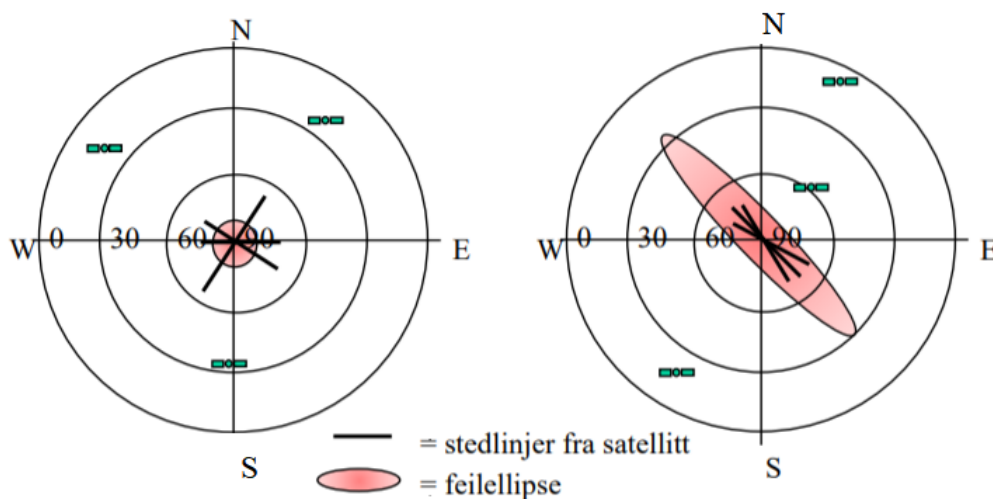 N
N
W 0 30 60 90 E
W 0 30 60 90 E
S
S
= stedlinjer fra satellitt
= feilellipse